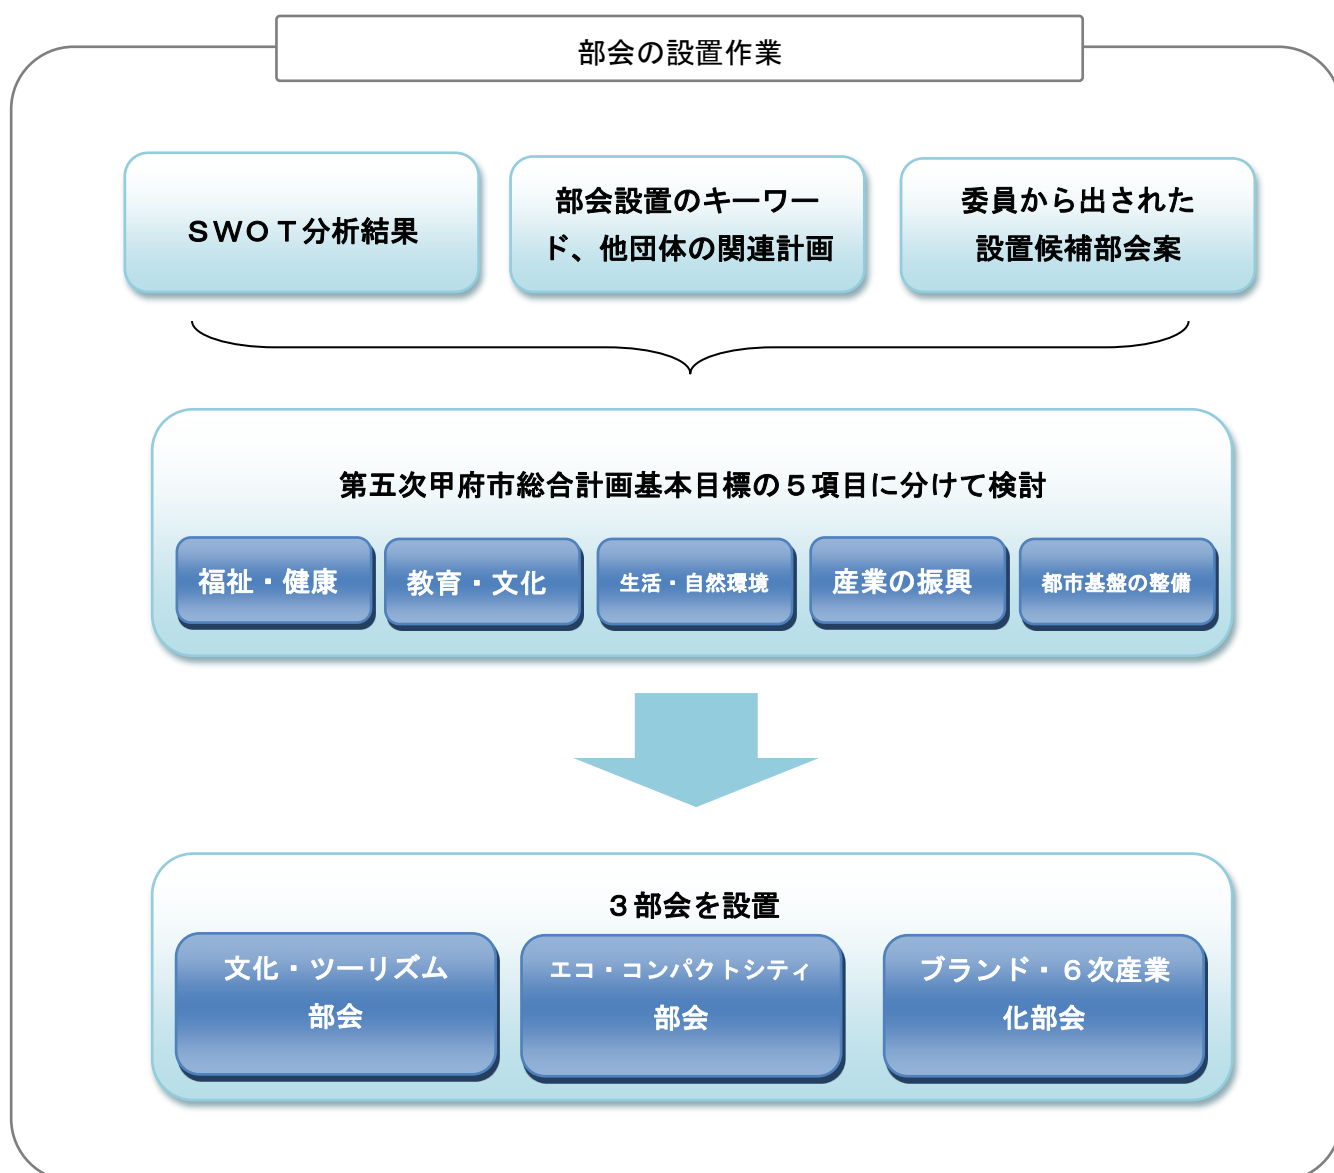 部会の設置作業
ＳＷＯＴ分析結果
部会設置のキーワー
ド、他団体の関連計画
委員から出された
設置候補部会案
第五次甲府市総合計画基本目標の５項目に分けて検討
福祉・健康
教育・文化
生活・自然環境
産業の振興
都市基盤の整備
３部会を設置
文化・ツーリズム
部会
エコ・コンパクトシティ
部会
ブランド・６次産業
化部会